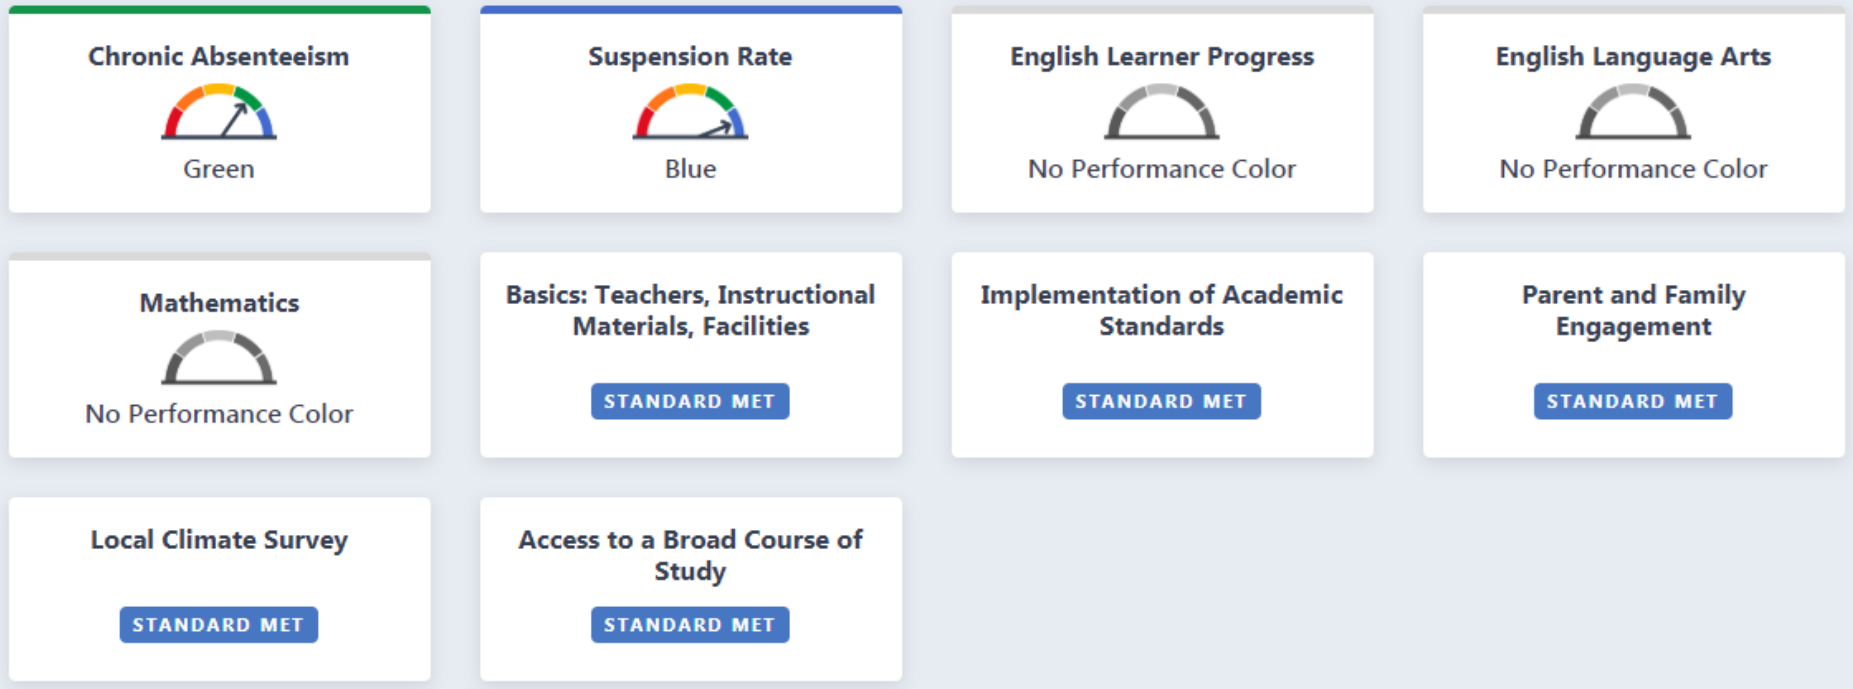 Chronic Absenteeism
Green
Suspension Rate
Blue
English Learner Progress
No Performance Color
English Language Arts
No Performance Color
Mathematics
No Performance Color
Basics: Teachers, Instructional
Materials, Facilities
STANDARD MET
Implementation of Academic
Standards
STANDARD MET
Parent and Family
Engagement
STANDARD MET
Local Climate Survey
STANDARD MET
Access to a Broad Course of
Study
STANDARD MET